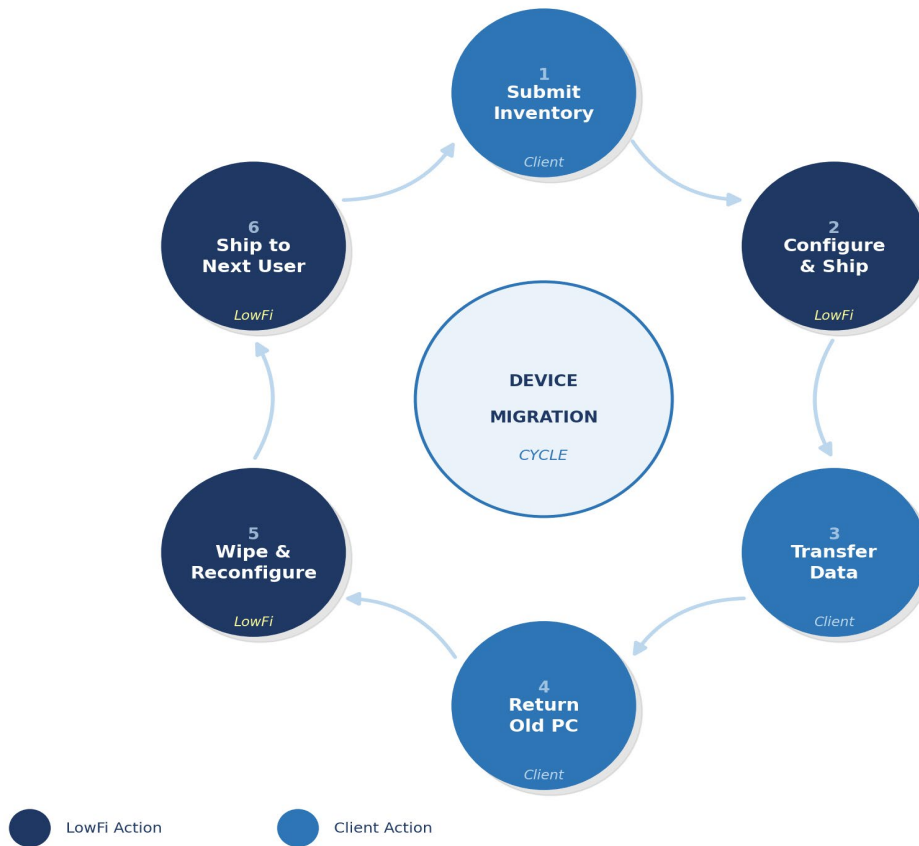 1
Submit
Inventory
Client
2
Configure
& Ship
LowFi
3
Transfer
Data
Client
4
Return
Old PC
Client
5
Wipe &
Reconfigure
LowFi
6
Ship to
Next User
LowFi
DEVICE
MIGRATION
CYCLE
LowFi Action
Client Action